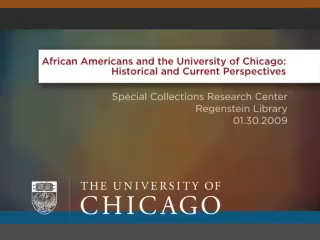 African Americans and the University of Chicago:
Historical and Current Perspectives
Special Collections Research Center
Regenstein Library
01.30.2009
THE UNIVERSITY OF
CHICAGO